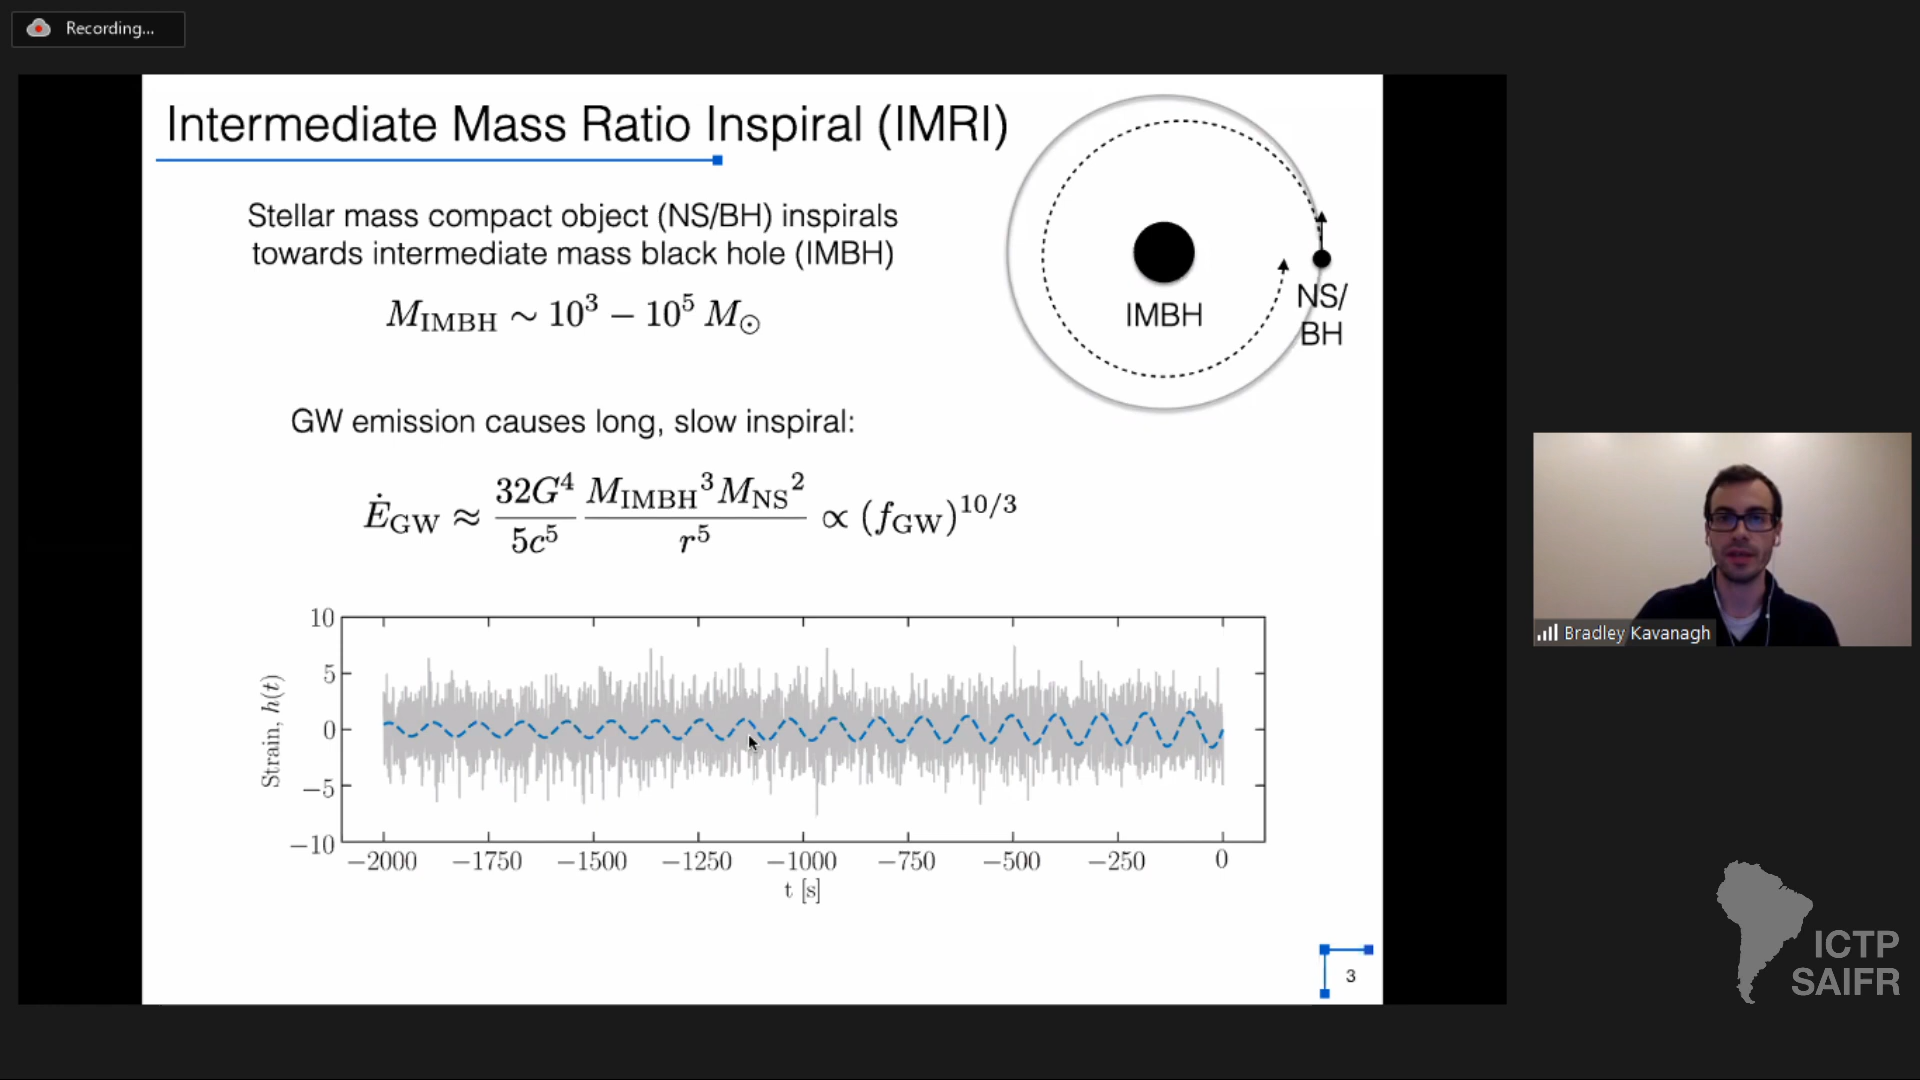 Recording...
Intermediate Mass Ratio Inspiral (IMRI)
Stellar mass compact object (NS/BH) inspirals
towards intermediate mass black hole (IMBH)
M_IMBH ∼ 10^3 − 10^5 M_⊙
IMBH
NS/
BH
GW emission causes long, slow inspiral:
Ė_GW ≈ 32G^4/5c^5 M_IMBH^3 M_NS^2/r^5 ∝ (f_GW)^10/3
Strain, h(t)
10
5
0
−5
−10
−2000 −1750 −1500 −1250 −1000 −750 −500 −250 0
t [s]
3
Bradley Kavanagh
ICTP
SAIFR